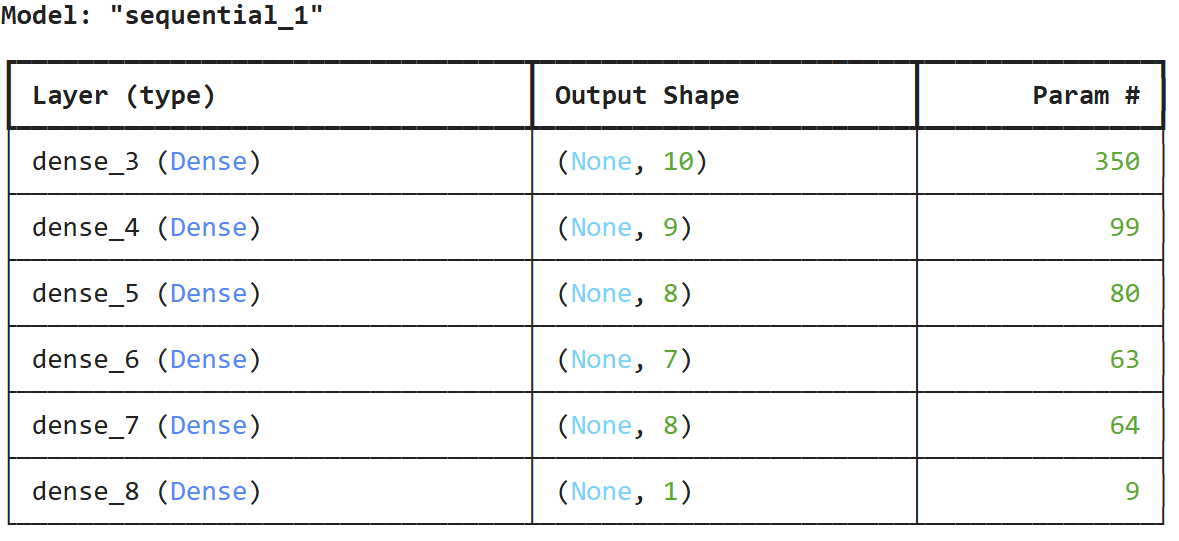 Model: "sequential_1"
Layer (type) Output Shape Param #
dense_3 (Dense) (None, 10) 350
dense_4 (Dense) (None, 9) 99
dense_5 (Dense) (None, 8) 80
dense_6 (Dense) (None, 7) 63
dense_7 (Dense) (None, 8) 64
dense_8 (Dense) (None, 1) 9